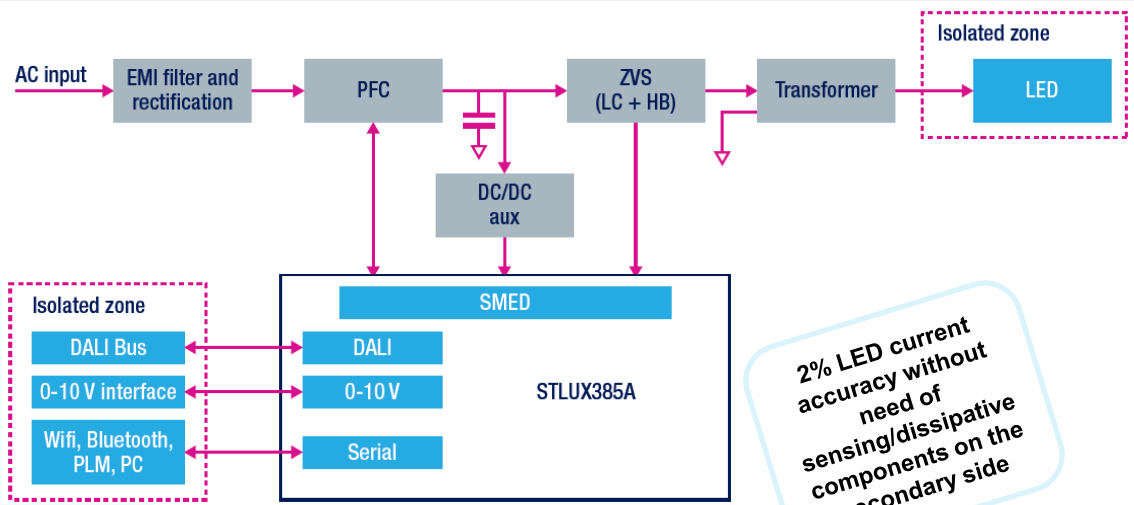 Isolated zone
AC input
EMI filter and
rectification
PFC
ZVS
(LC + HB)
Transformer
LED
DC/DC
aux
Isolated zone
DALI Bus
0-10 V interface
Wifi, Bluetooth,
PLM, PC
SMED
DALI
0-10 V
Serial
STLUX385A
2% LED current
accuracy without
need of
sensing/dissipative
components on the
side